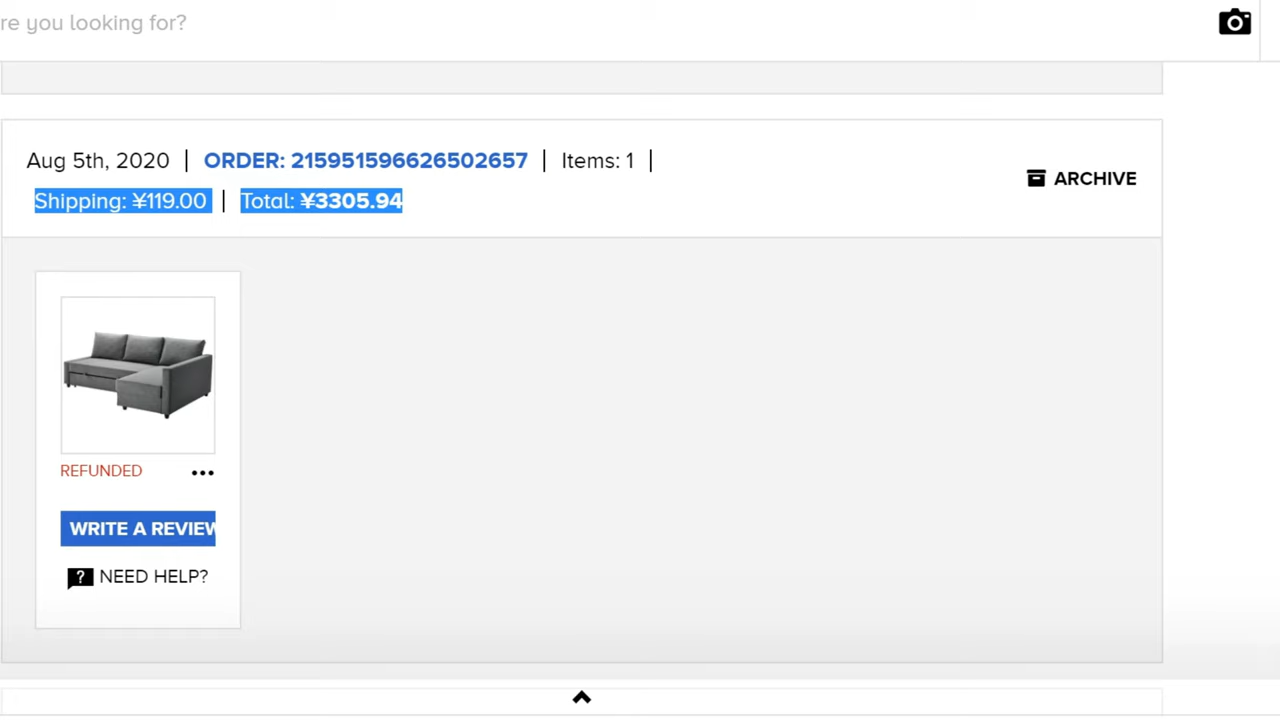 re you looking for?
Aug 5th, 2020 | ORDER: 215951596626502657 | Items: 1 |
Shipping: ¥119.00 | Total: ¥3305.94
ARCHIVE
REFUNDED
WRITE A REVIEW
NEED HELP?